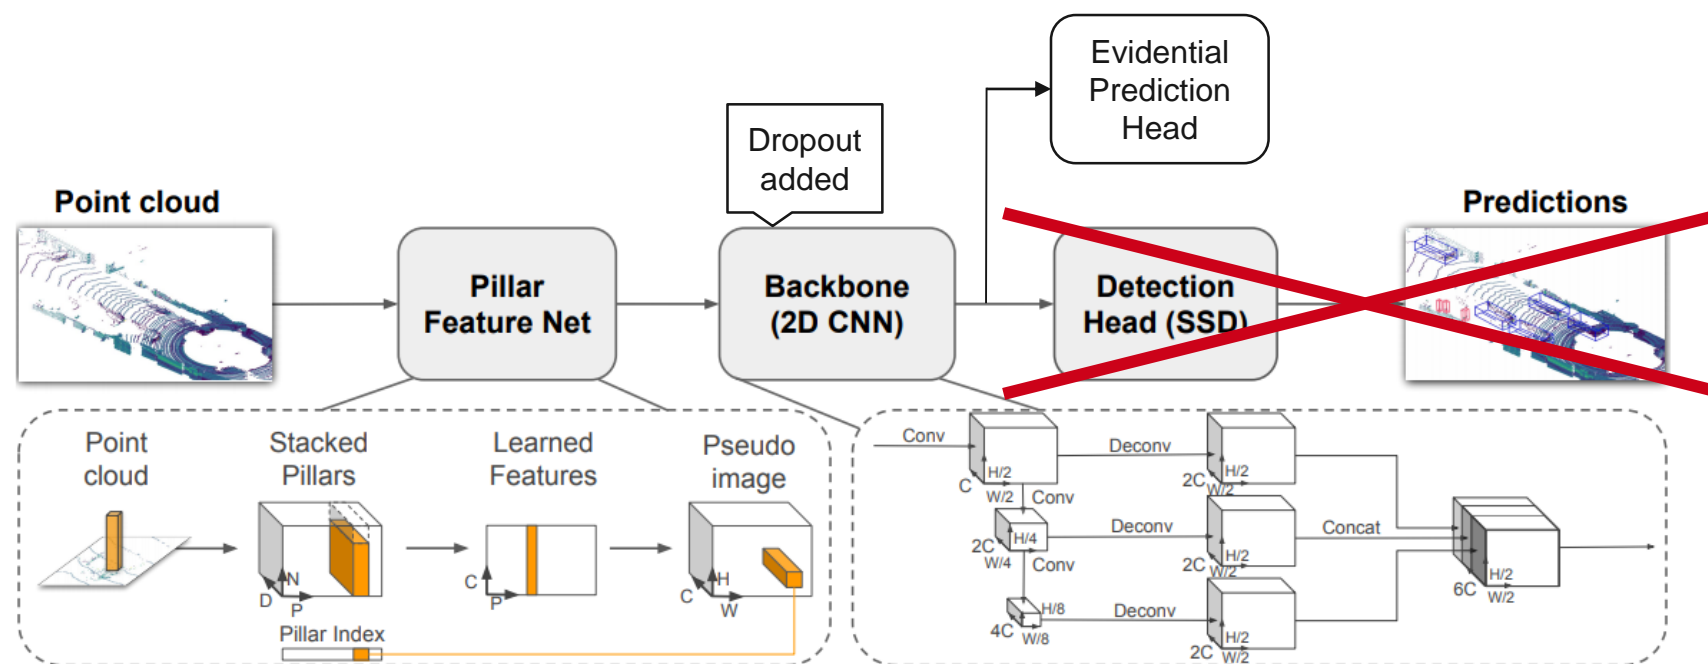 Evidential
Prediction
Head
Dropout
added
Point cloud
Predictions
Pillar
Feature Net
Backbone
(2D CNN)
Detection
Head (SSD)
Point
cloud
Stacked
Pillars
Learned
Features
Pseudo
image
N
D
P
C
P
H
C
W
Pillar Index
Conv
H/2
C
W/2
Conv
Deconv
H/2
2C
W/2
H/4
2C
W/4
Conv
Deconv
H/2
2C
W/2
Concat
H/8
4C
W/8
Deconv
H/2
2C
W/2
H/2
6C
W/2